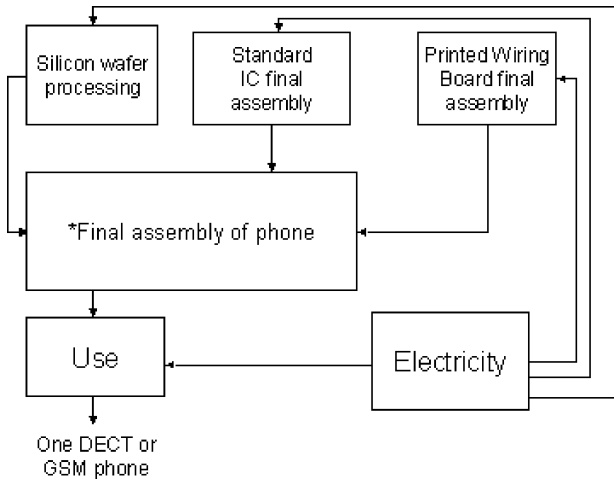 Silicon wafer
processing
Standard
IC final
assembly
Printed Wiring
Board final
assembly
*Final assembly of phone
Use
Electricity
One DECT or
GSM phone